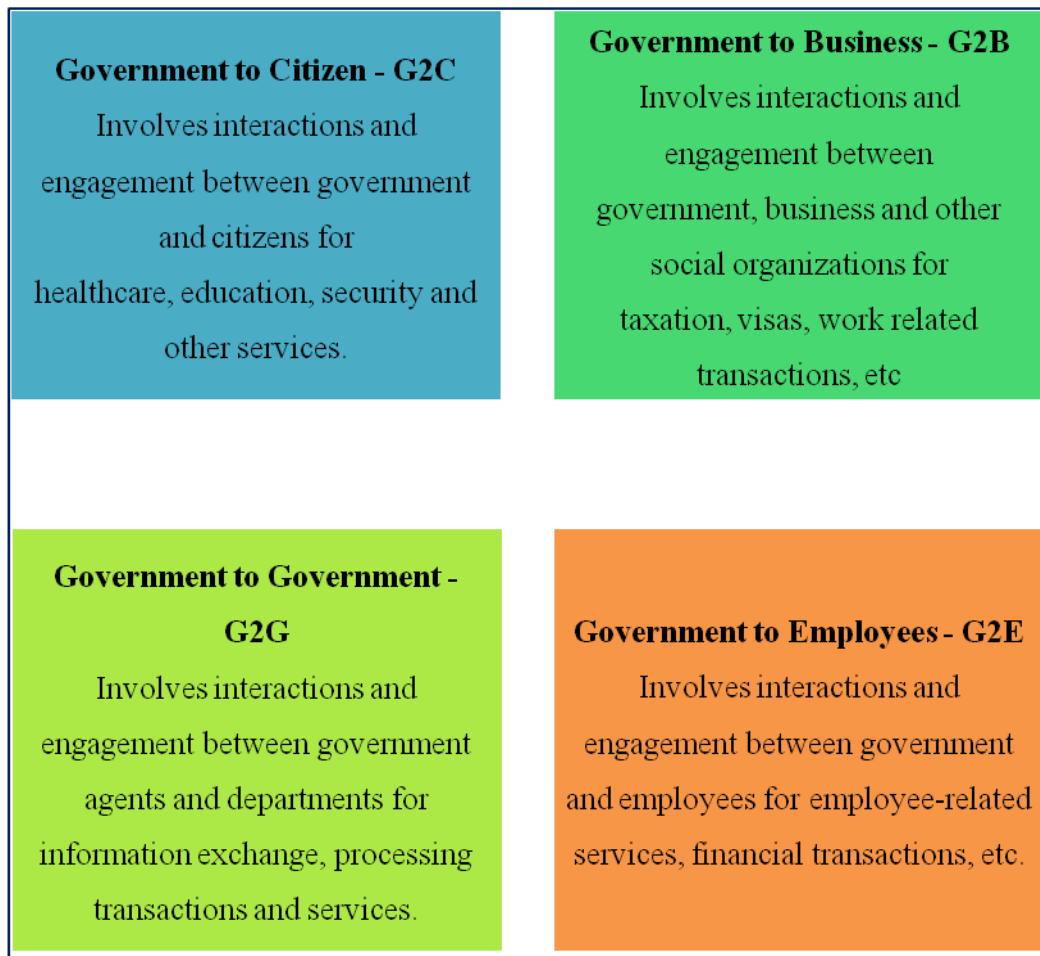 Government to Citizen - G2C
Involves interactions and
engagement between government
and citizens for
healthcare, education, security and
other services.
Government to Business - G2B
Involves interactions and
engagement between
government, business and other
social organizations for
taxation, visas, work related
transactions, etc
Government to Government -
G2G
Involves interactions and
engagement between government
agents and departments for
information exchange, processing
transactions and services.
Government to Employees - G2E
Involves interactions and
engagement between government
and employees for employee-related
services, financial transactions, etc.